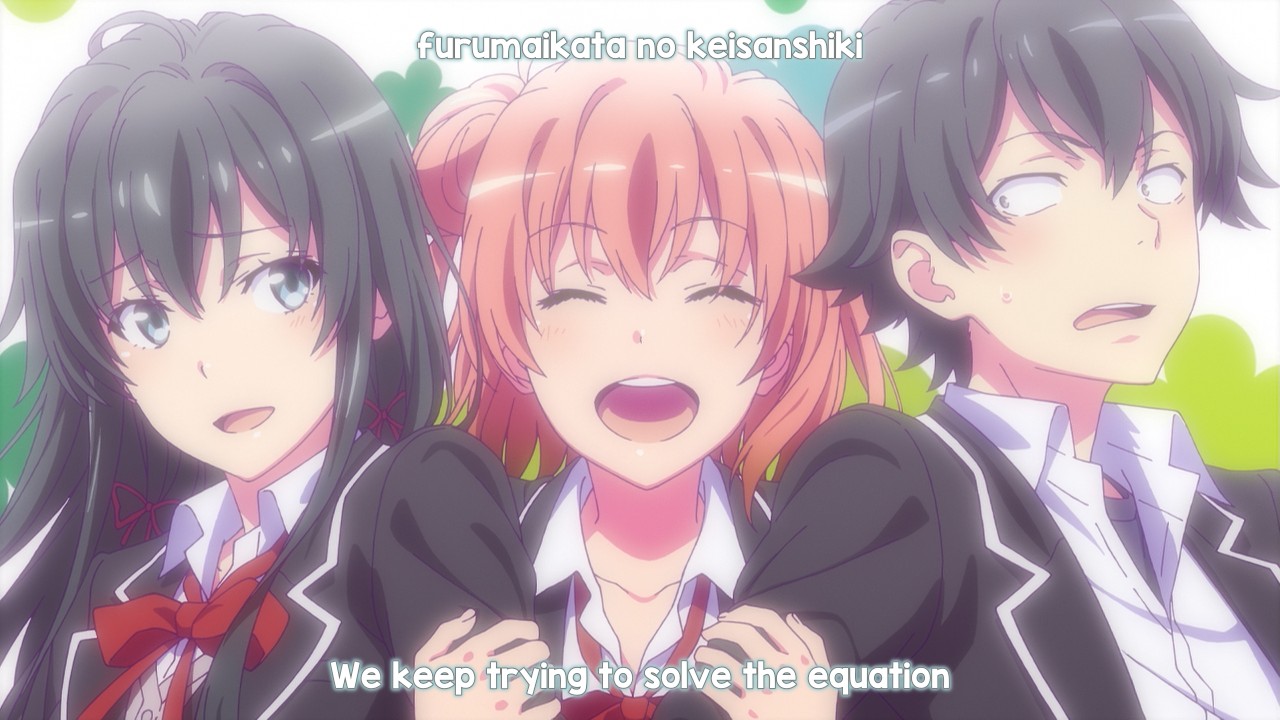 furumaikata no keisanshiki
We keep trying to solve the equation